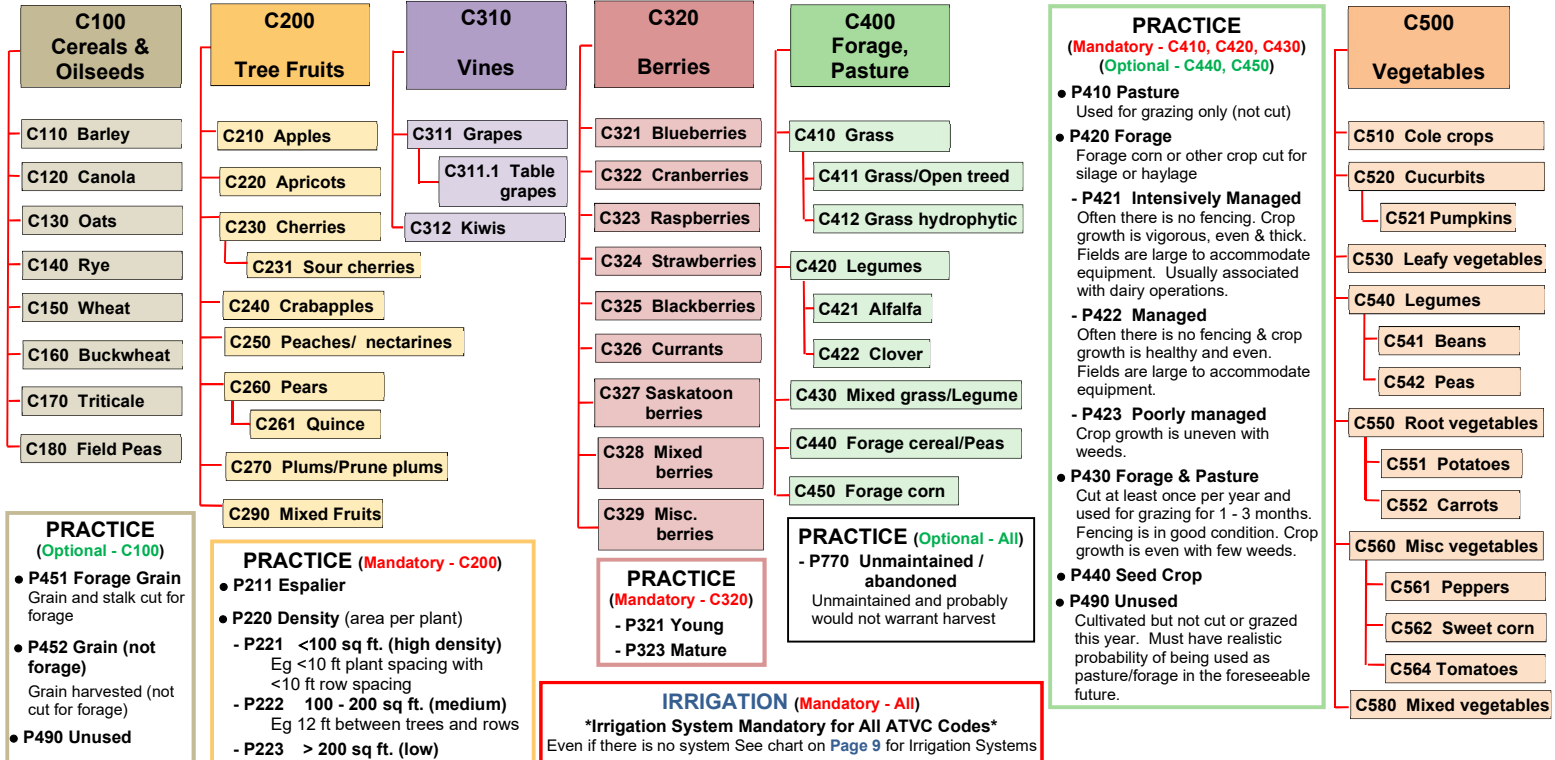 C100
Cereals &
Oilseeds
C110 Barley
C120 Canola
C130 Oats
C140 Rye
C150 Wheat
C160 Buckwheat
C170 Triticale
C180 Field Peas
PRACTICE
(Optional - C100)
● P451 Forage Grain
Grain and stalk cut for
forage
● P452 Grain (not
forage)
Grain harvested (not
cut for forage)
● P490 Unused
C200
Tree Fruits
C210 Apples
C220 Apricots
C230 Cherries
C231 Sour cherries
C240 Crabapples
C250 Peaches/ nectarines
C260 Pears
C261 Quince
C270 Plums/Prune plums
C290 Mixed Fruits
PRACTICE (Mandatory - C200)
● P211 Espalier
● P220 Density (area per plant)
- P221 <100 sq ft. (high density)
Eg <10 ft plant spacing with
<10 ft row spacing
- P222 100 - 200 sq ft. (medium)
Eg 12 ft between trees and rows
- P223 > 200 sq ft. (low)
C310
Vines
C311 Grapes
C311.1 Table
grapes
C312 Kiwis
C320
Berries
C321 Blueberries
C322 Cranberries
C323 Raspberries
C324 Strawberries
C325 Blackberries
C326 Currants
C327 Saskatoon
berries
C328 Mixed
berries
C329 Misc.
berries
PRACTICE
(Mandatory - C320)
- P321 Young
- P323 Mature
C400
Forage,
Pasture
C410 Grass
C411 Grass/Open treed
C412 Grass hydrophytic
C420 Legumes
C421 Alfalfa
C422 Clover
C430 Mixed grass/Legume
C440 Forage cereal/Peas
C450 Forage corn
PRACTICE (Optional - All)
- P770 Unmaintained /
abandoned
Unmaintained and probably
would not warrant harvest
IRRIGATION (Mandatory - All)
*Irrigation System Mandatory for All ATVC Codes*
Even if there is no system See chart on Page 9 for Irrigation Systems
PRACTICE
(Mandatory - C410, C420, C430)
(Optional - C440, C450)
● P410 Pasture
Used for grazing only (not cut)
● P420 Forage
Forage corn or other crop cut for
silage or haylage
- P421 Intensively Managed
Often there is no fencing. Crop
growth is vigorous, even & thick.
Fields are large to accommodate
equipment. Usually associated
with dairy operations.
- P422 Managed
Often there is no fencing & crop
growth is healthy and even.
Fields are large to accommodate
equipment.
- P423 Poorly managed
Crop growth is uneven with
weeds.
● P430 Forage & Pasture
Cut at least once per year and
used for grazing for 1 - 3 months.
Fencing is in good condition. Crop
growth is even with few weeds.
● P440 Seed Crop
● P490 Unused
Cultivated but not cut or grazed
this year. Must have realistic
probability of being used as
pasture/forage in the foreseeable
future.
C500
Vegetables
C510 Cole crops
C520 Cucurbits
C521 Pumpkins
C530 Leafy vegetables
C540 Legumes
C541 Beans
C542 Peas
C550 Root vegetables
C551 Potatoes
C552 Carrots
C560 Misc vegetables
C561 Peppers
C562 Sweet corn
C564 Tomatoes
C580 Mixed vegetables